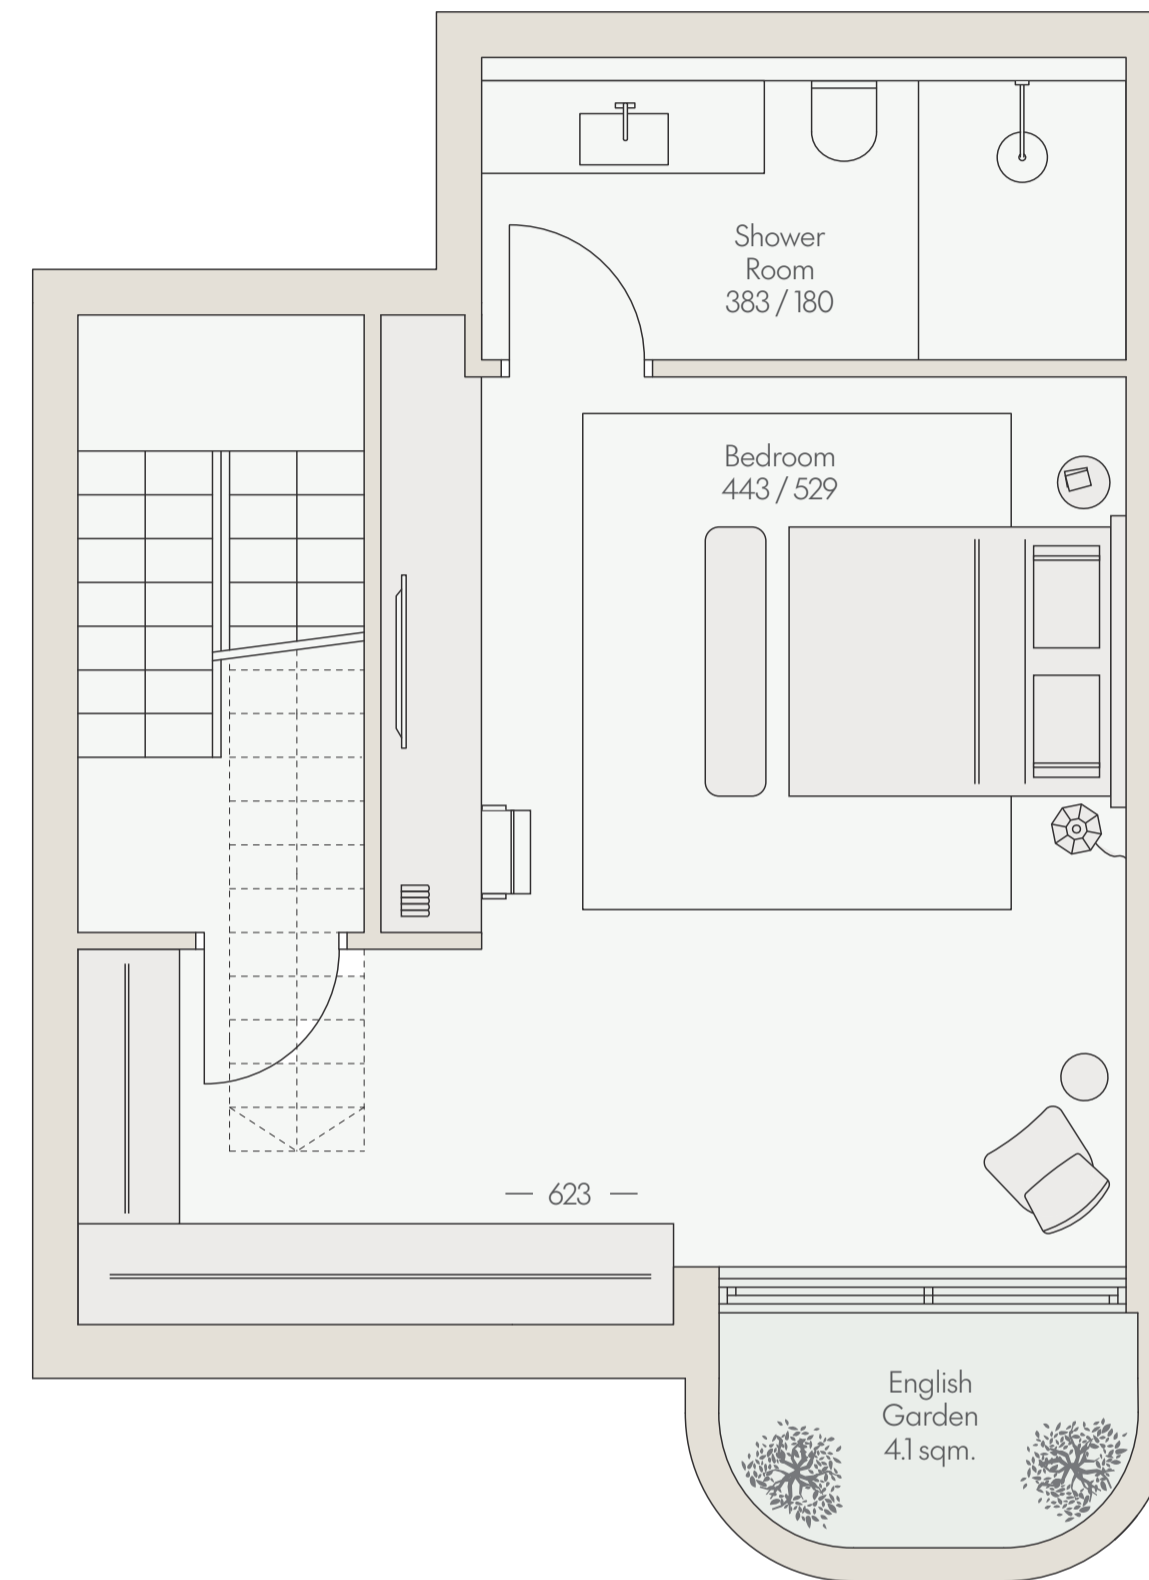 Shower
Room
383 / 180
Bedroom
443 / 529
623
English
Garden
4.1 sqm.